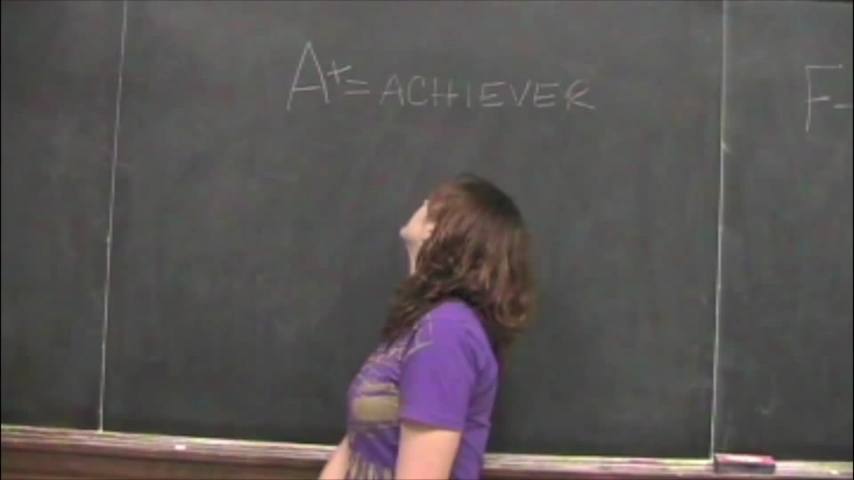 A+ = ACHIEVER
F=